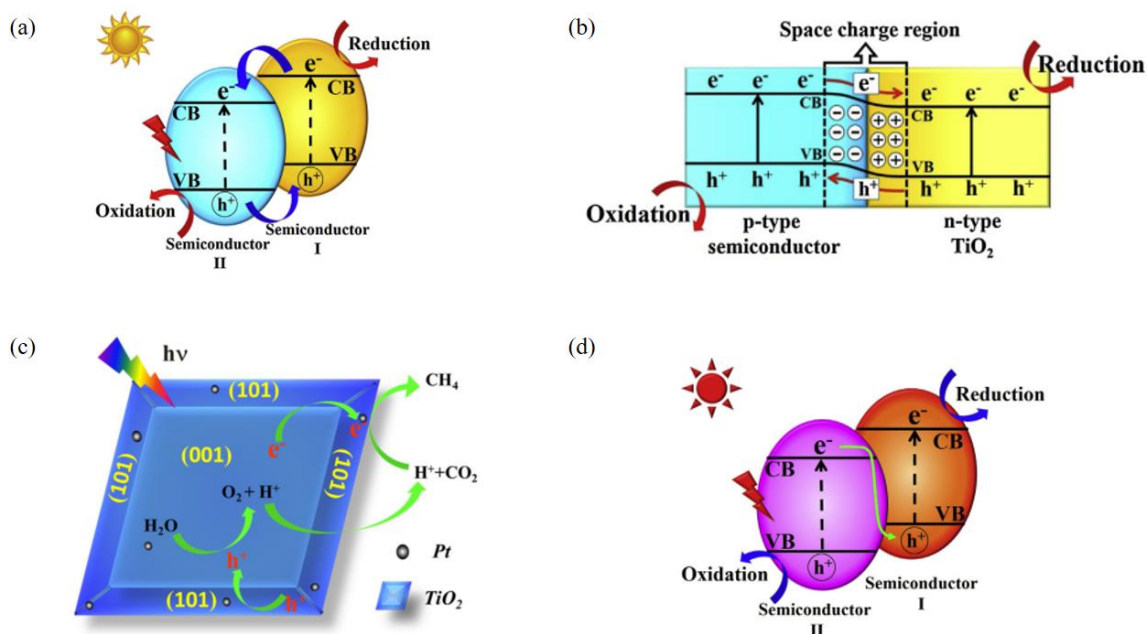 (a)
Reduction
e⁻
CB
e⁻
CB
VB
h⁺
VB
h⁺
Oxidation
Semiconductor
II
Semiconductor
I
(b)
Space charge region
Reduction
e⁻ e⁻ e⁻ e⁻ e⁻ e⁻ e⁻
CB
CB
VB
VB
h⁺ h⁺ h⁺ h⁺ h⁺ h⁺ h⁺
Oxidation
p-type
semiconductor
n-type
TiO₂
(c)
hν
(101)
CH₄
e⁻
e⁻
(001)
(101)
(101)
H⁺+CO₂
O₂ + H⁺
H₂O
h⁺
Pt
(101)
h⁺
TiO₂
(d)
Reduction
e⁻
CB
e⁻
CB
VB
h⁺
VB
h⁺
Oxidation
Semiconductor
I
Semiconductor
II